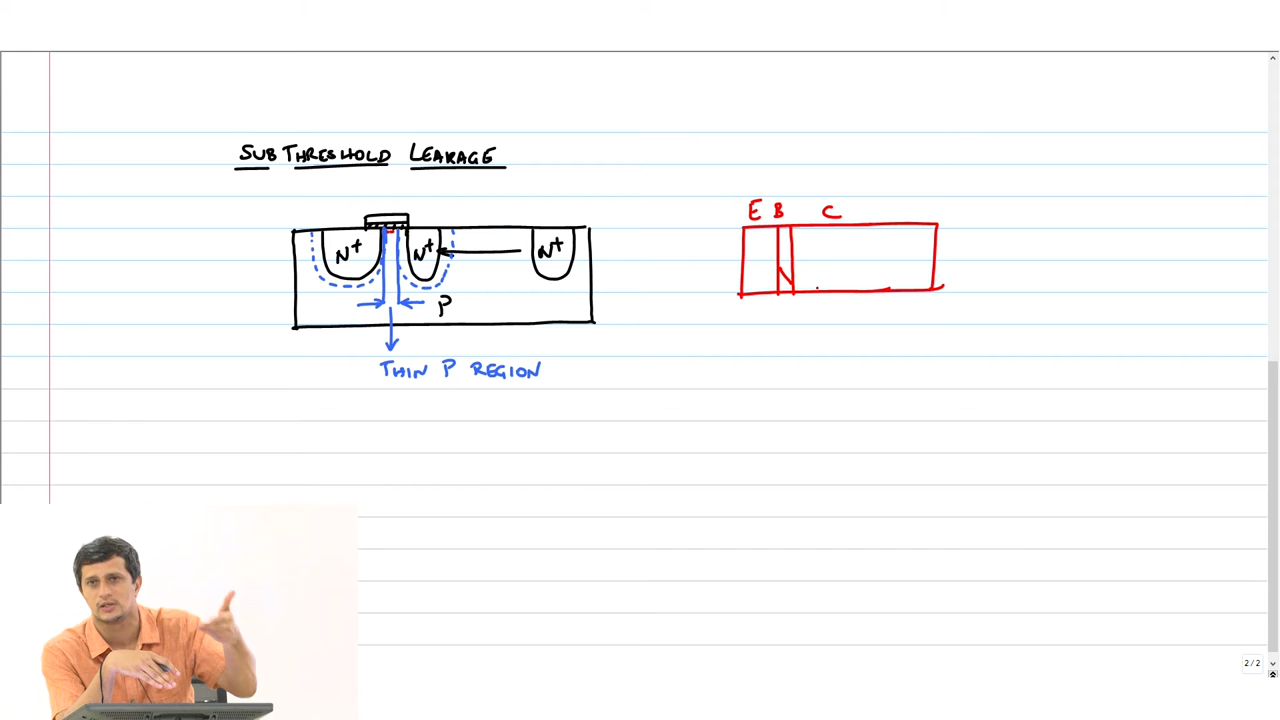 SUB THRESHOLD LEAKAGE
E B C
N+ N+ N+
P
THIN P REGION
2 / 2